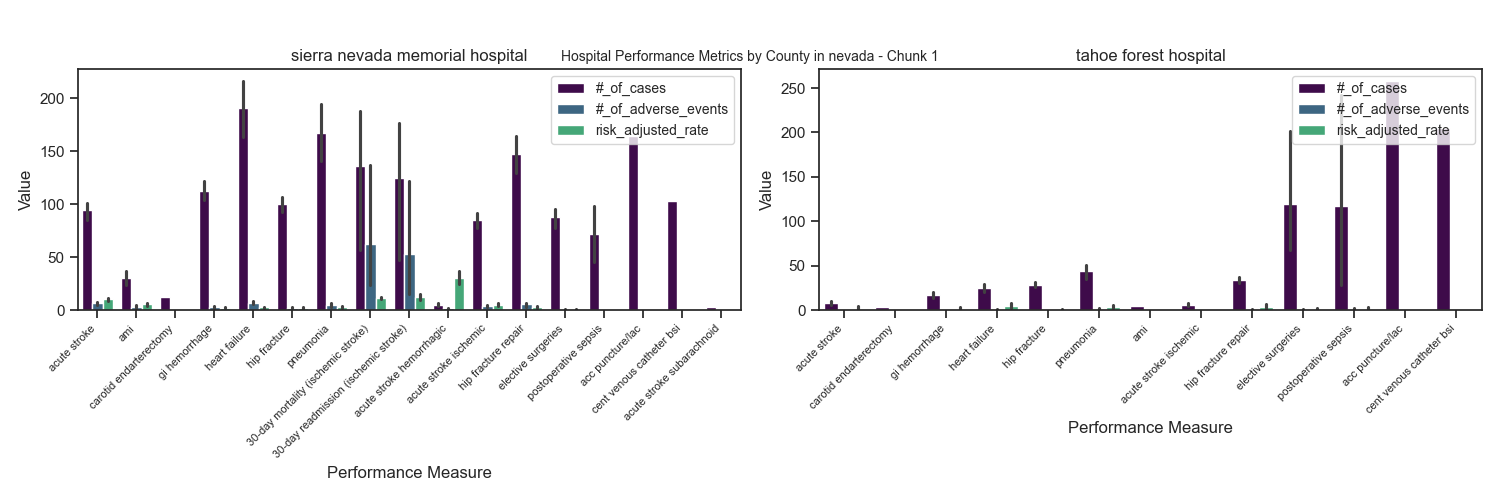 Hospital Performance Metrics by County in nevada - Chunk 1
sierra nevada memorial hospital
#_of_cases
#_of_adverse_events
risk_adjusted_rate
Value
200
150
100
50
0
acute stroke
ami
carotid endarterectomy
gi hemorrhage
heart failure
hip fracture
pneumonia
30-day mortality (ischemic stroke)
30-day readmission (ischemic stroke)
acute stroke hemorrhagic
acute stroke ischemic
hip fracture repair
elective surgeries
postoperative sepsis
acc puncture/lac
cent venous catheter bsi
acute stroke subarachnoid
Performance Measure
tahoe forest hospital
#_of_cases
#_of_adverse_events
risk_adjusted_rate
Value
250
200
150
100
50
0
acute stroke
carotid endarterectomy
gi hemorrhage
heart failure
hip fracture
pneumonia
ami
acute stroke ischemic
hip fracture repair
elective surgeries
postoperative sepsis
acc puncture/lac
cent venous catheter bsi
Performance Measure